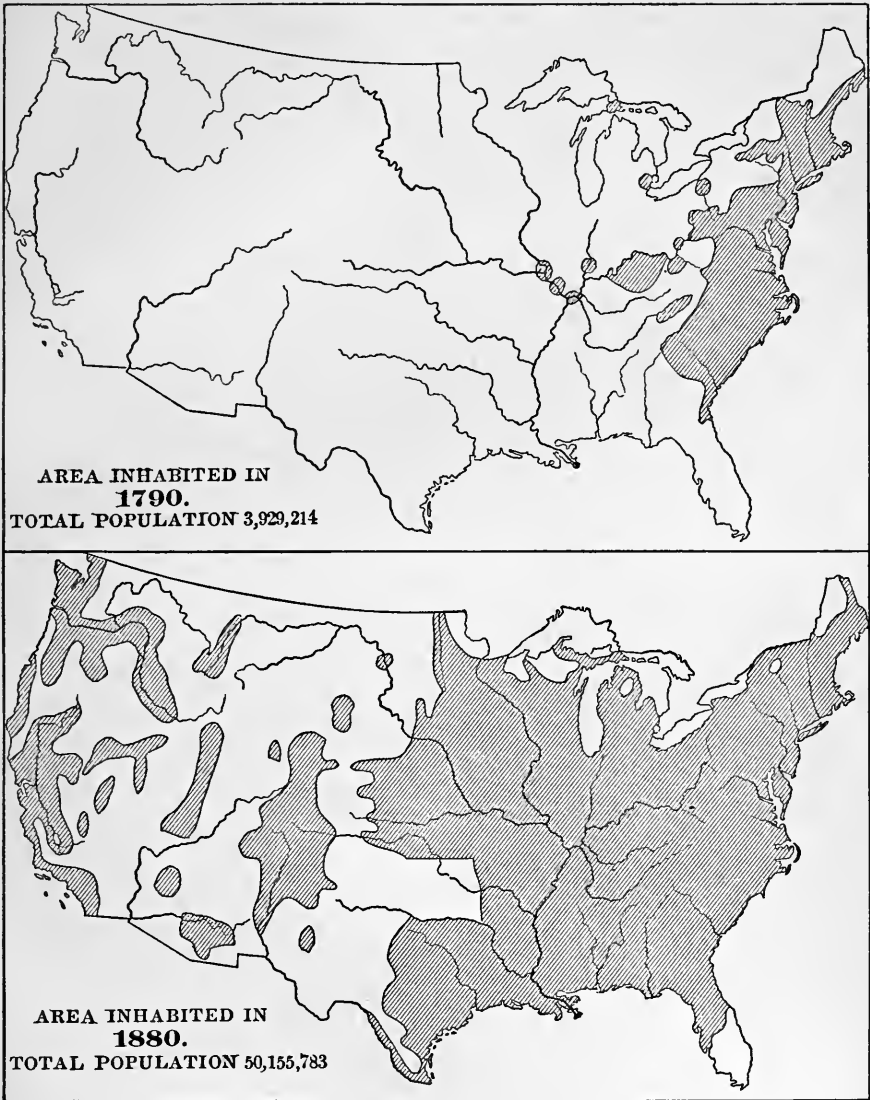 AREA INHABITED IN
1790.
TOTAL POPULATION 3,929,214
AREA INHABITED IN
1880.
TOTAL POPULATION 50,155,783